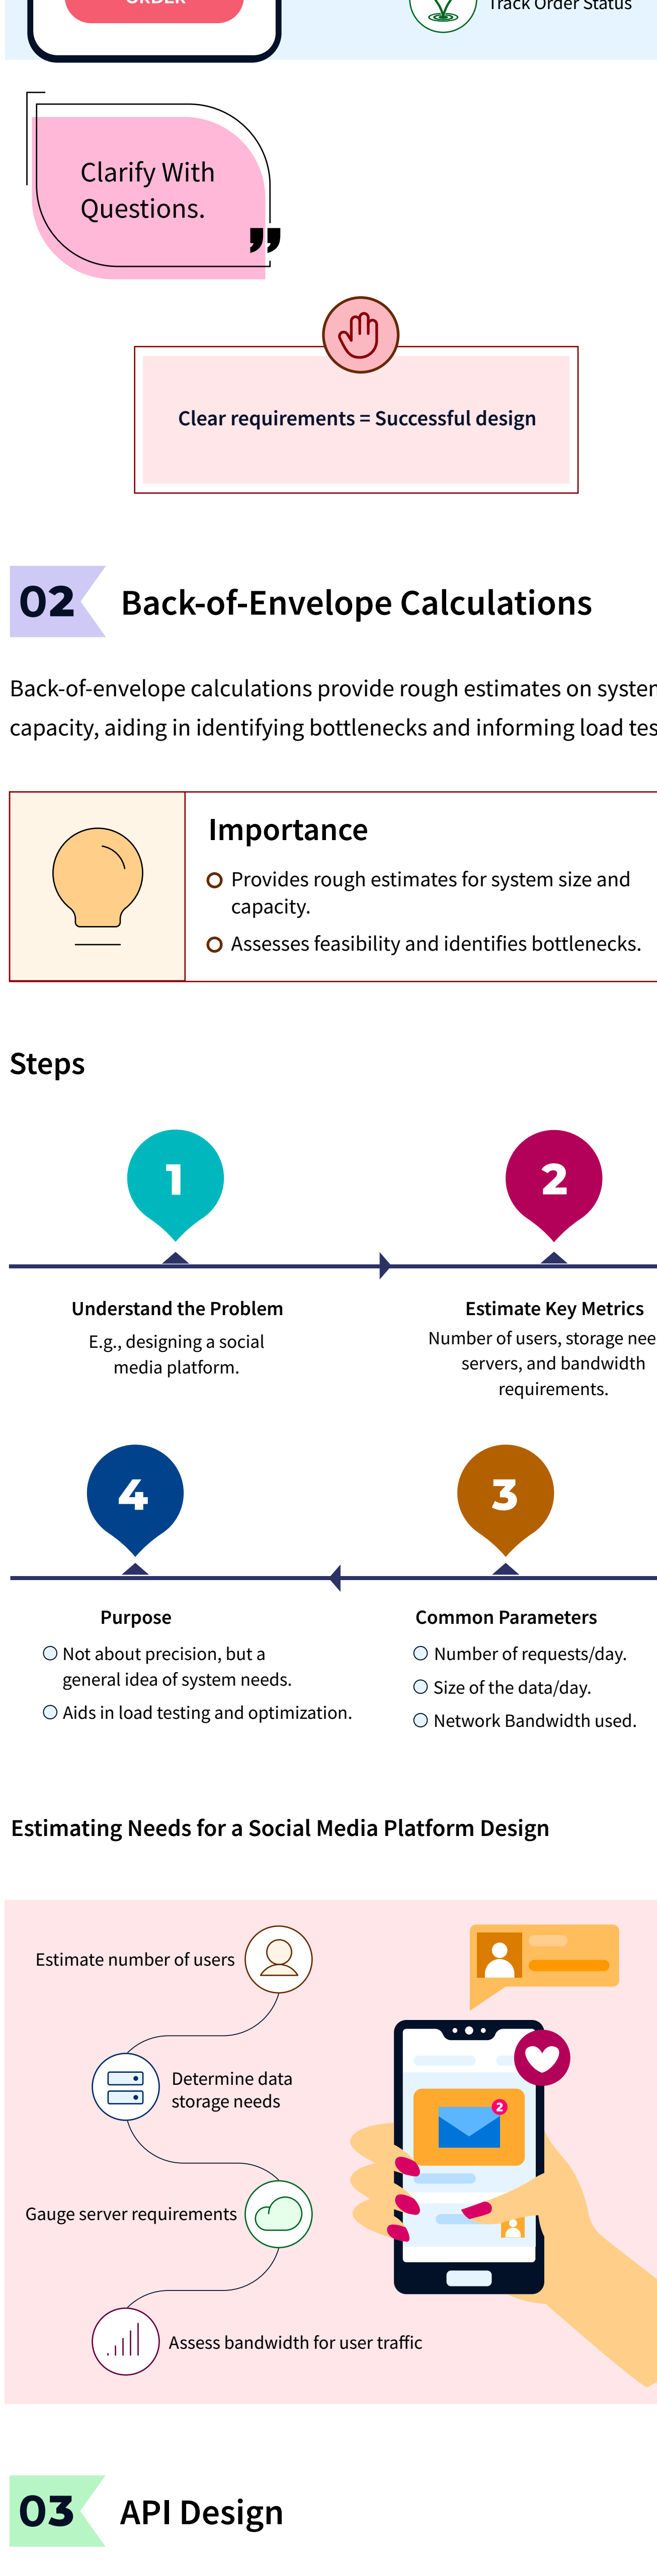 ORDER
Track Order Status
Clarify With
Questions.
Clear requirements = Successful design
02
Back-of-Envelope Calculations
Back-of-envelope calculations provide rough estimates on
capacity, aiding in identifying bottlenecks and informing load
Importance
Provides rough estimates for system size and
capacity.
Assesses feasibility and identifies bottlenecks.
Steps
1
2
Understand the Problem
E.g., designing a social
media platform.
Estimate Key Metrics
Number of users, storage
servers, and bandwidth
requirements.
4
3
Purpose
Not about precision, but a
general idea of system needs.
Aids in load testing and optimization.
Common Parameters
Number of requests/day.
Size of the data/day.
Network Bandwidth used.
Estimating Needs for a Social Media Platform Design
Estimate number of users
Determine data
storage needs
2
Gauge server requirements
Assess bandwidth for user traffic
03
API Design